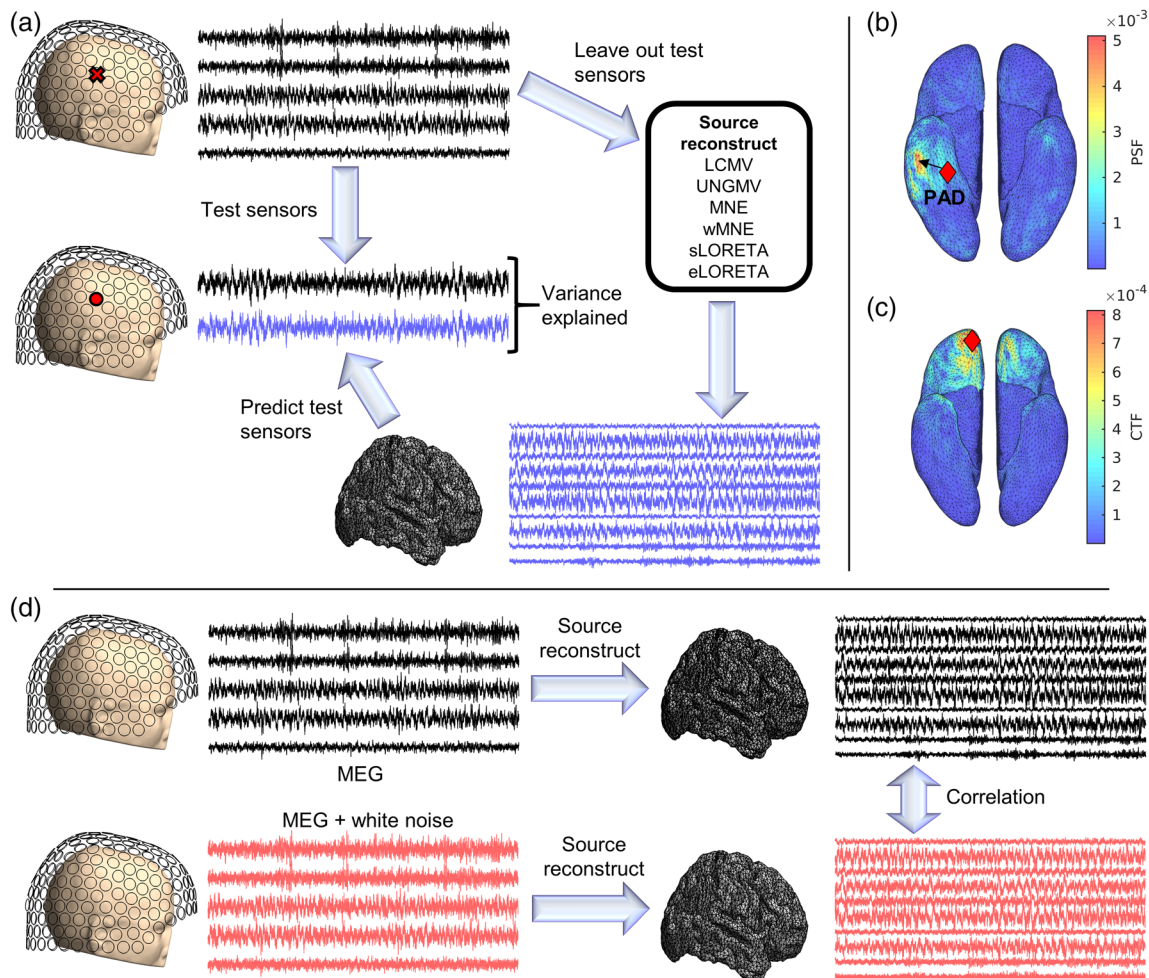 (a)
Leave out test
sensors
Source
reconstruct
LCMV
UNGMV
MNE
wMNE
sLORETA
eLORETA
Test sensors
Variance
explained
Predict test
sensors
(b)
×10⁻³
5
4
3
2
1
PSF
PAD
(c)
×10⁻⁴
8
7
6
5
4
3
2
1
CTF
(d)
Source
reconstruct
MEG
Correlation
MEG + white noise
Source
reconstruct